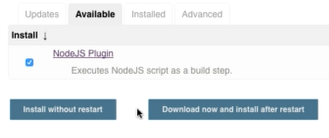 Updates Available Installed Advanced
Install ↓
NodeJS Plugin
Executes NodeJS script as a build step.
Install without restart Download now and install after restart